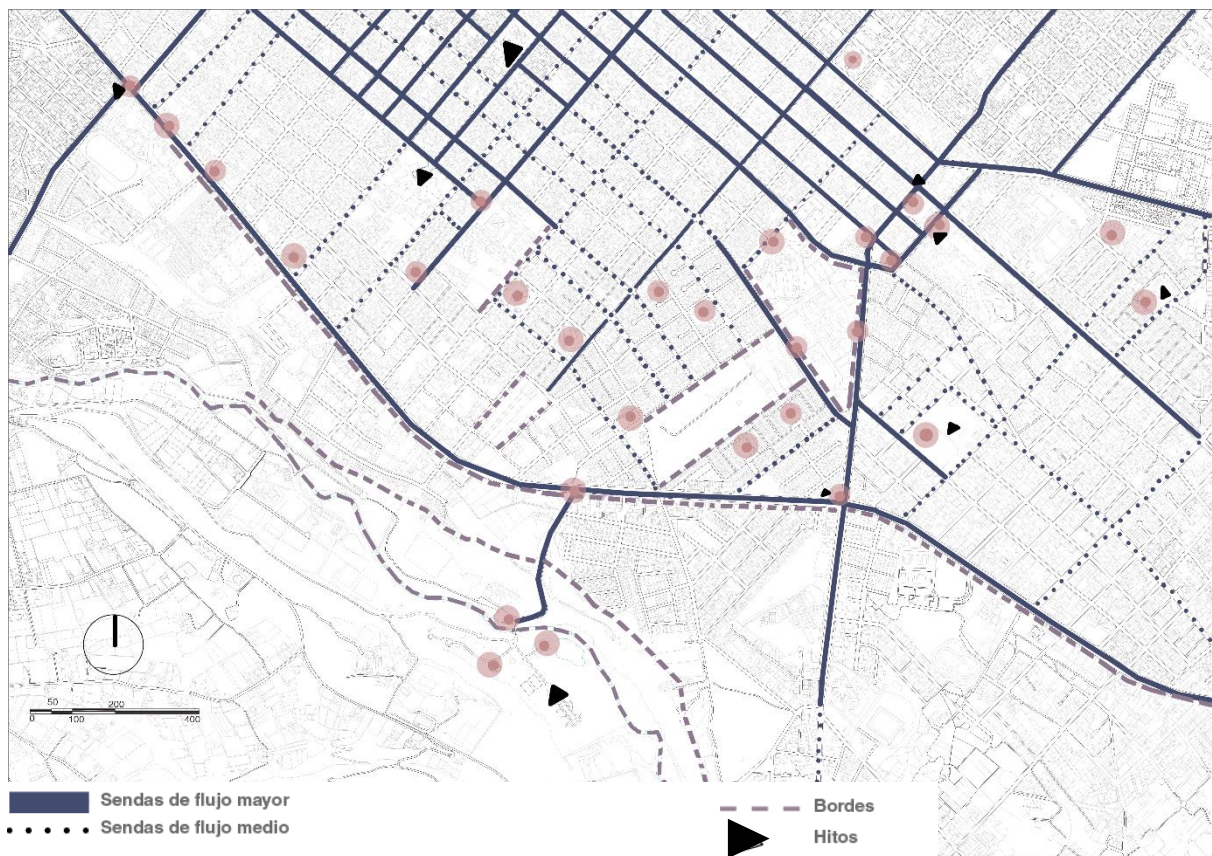 50 200
0 100 400
Sendas de flujo mayor
Sendas de flujo medio
Bordes
Hitos